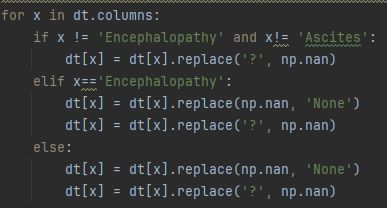 for x in dt.columns:
    if x != 'Encephalopathy' and x!= 'Ascites':
        dt[x] = dt[x].replace('?', np.nan)
    elif x=='Encephalopathy':
        dt[x] = dt[x].replace(np.nan, 'None')
        dt[x] = dt[x].replace('?', np.nan)
    else:
        dt[x] = dt[x].replace(np.nan, 'None')
        dt[x] = dt[x].replace('?', np.nan)